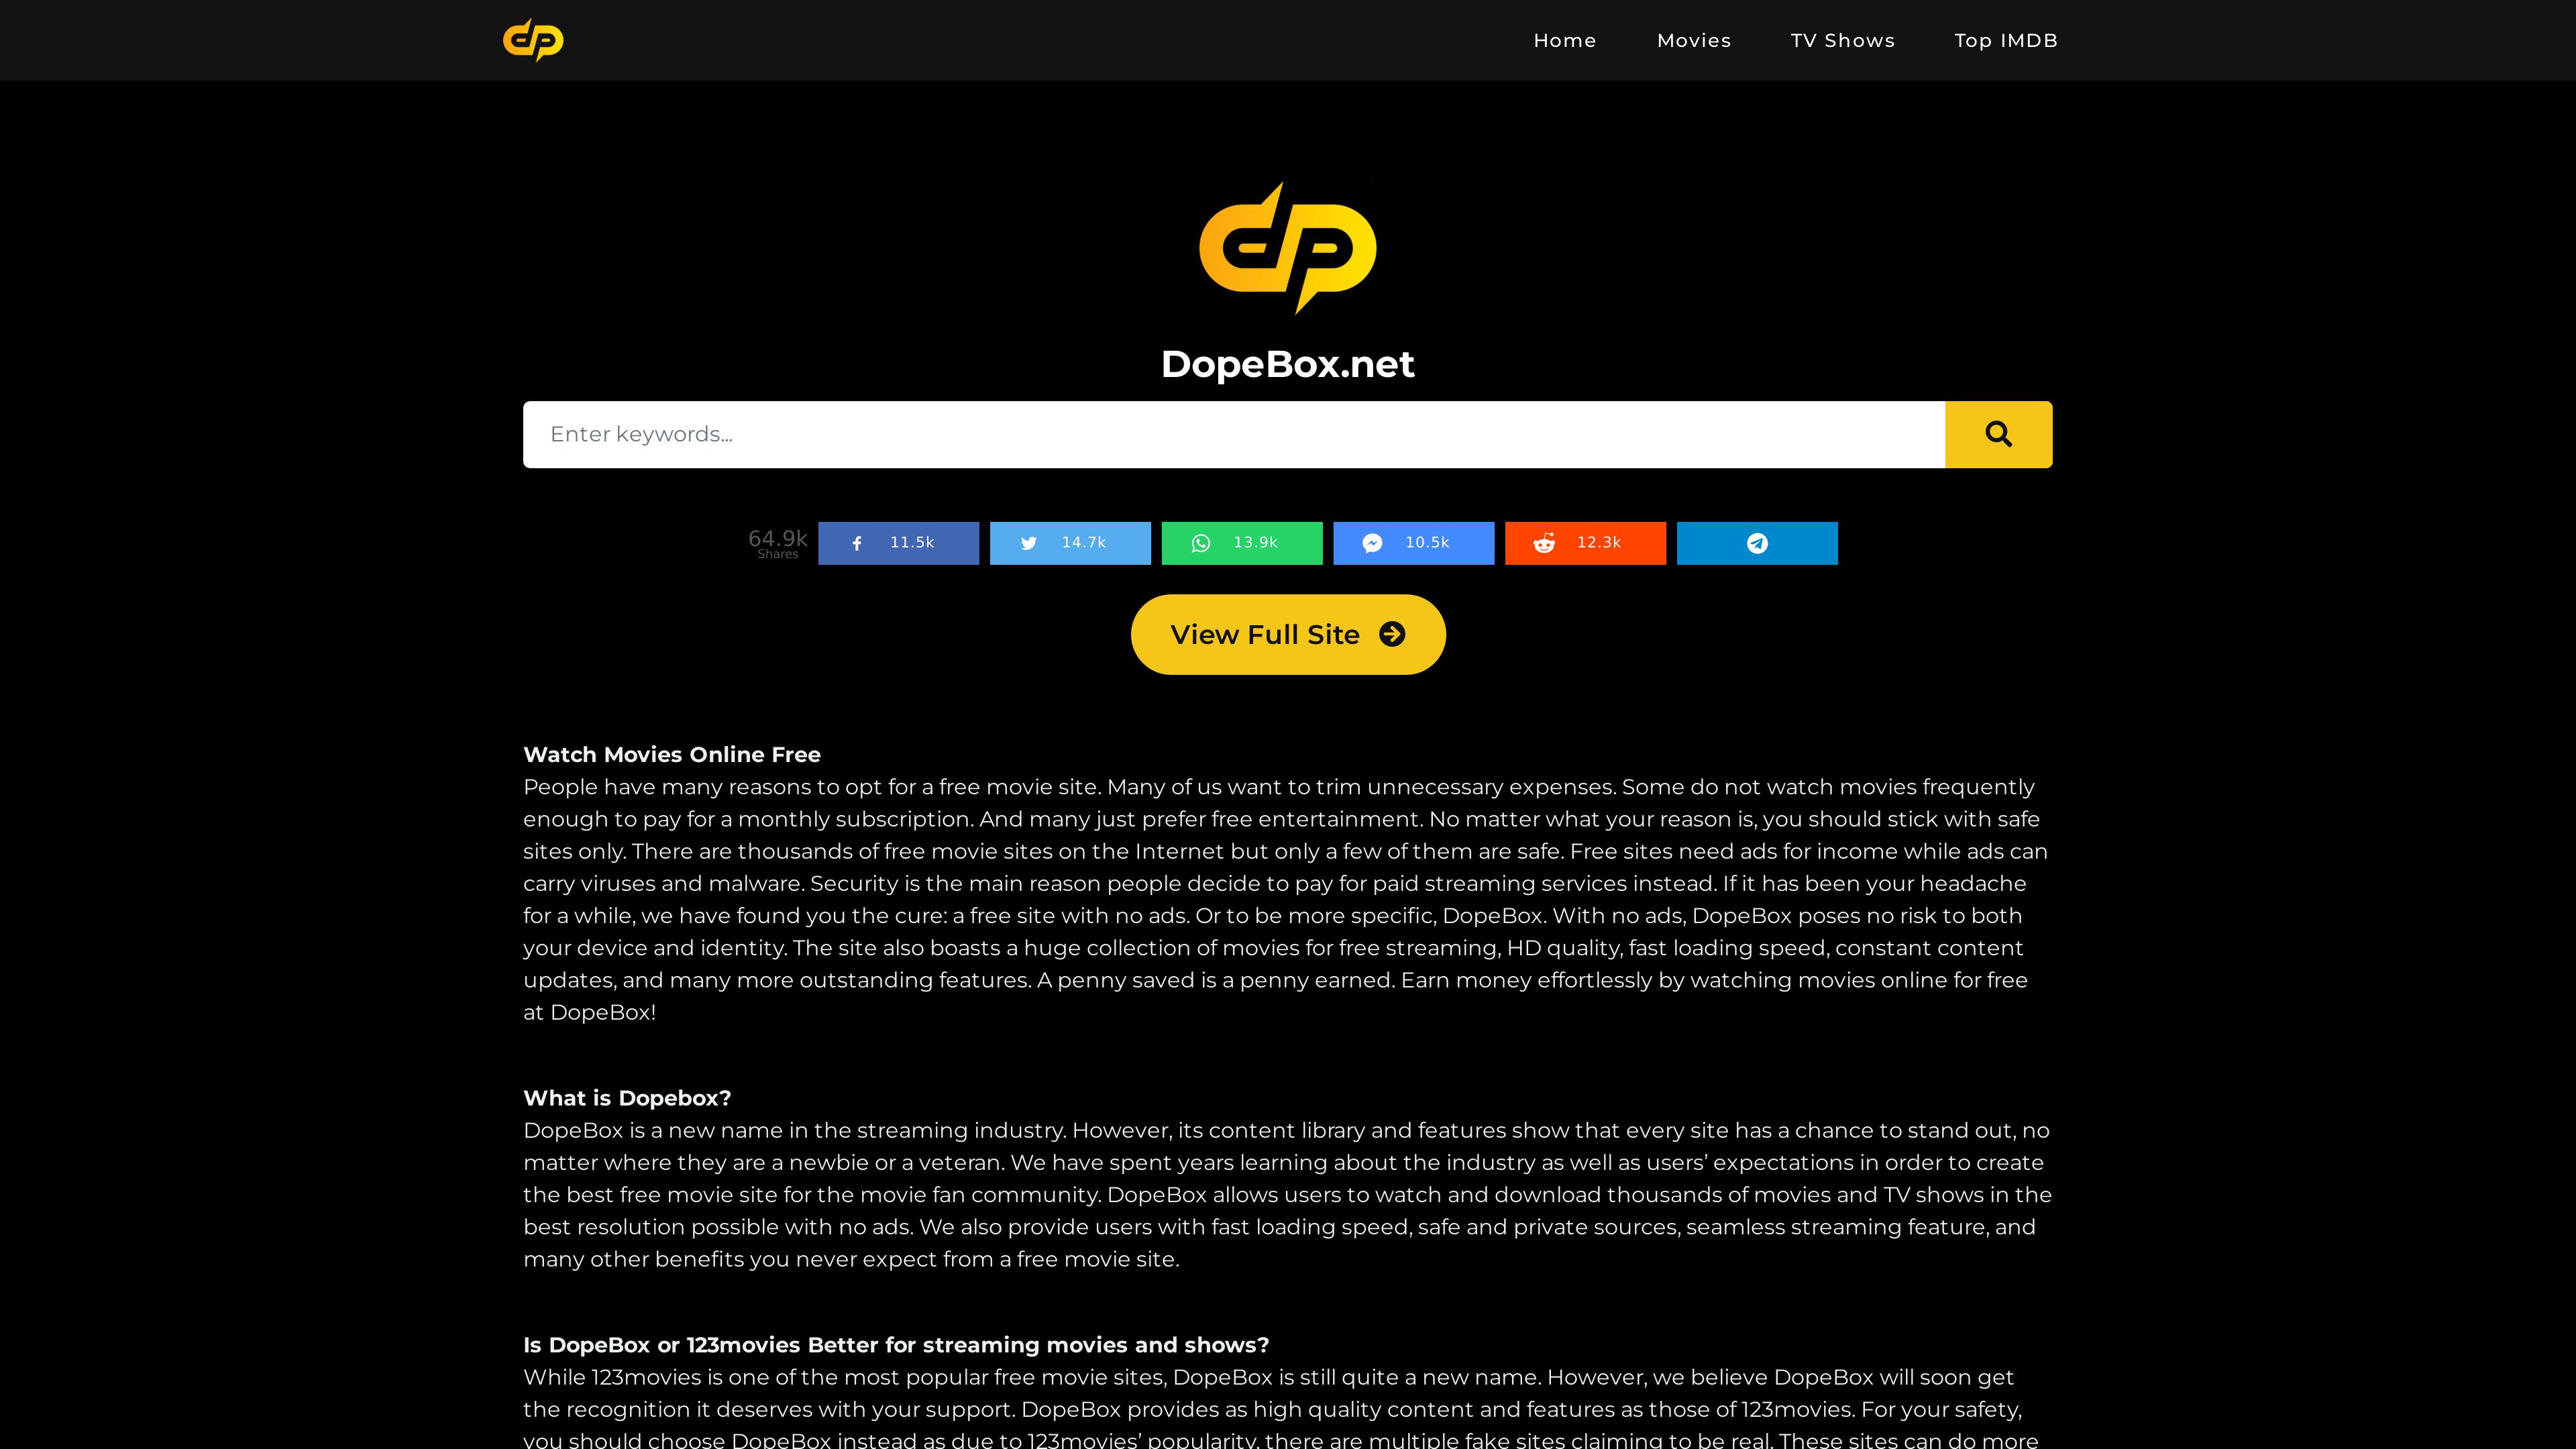 dp
Home
Movies
TV Shows
Top IMDB
dp
DopeBox.net
Enter keywords...
64.9k
Shares
11.5k
14.7k
13.9k
10.5k
12.3k
View Full Site
Watch Movies Online Free
People have many reasons to opt for a free movie site. Many of us want to trim unnecessary expenses. Some do not watch movies frequently
enough to pay for a monthly subscription. And many just prefer free entertainment. No matter what your reason is, you should stick with safe
sites only. There are thousands of free movie sites on the Internet but only a few of them are safe. Free sites need ads for income while ads can
carry viruses and malware. Security is the main reason people decide to pay for paid streaming services instead. If it has been your headache
for a while, we have found you the cure: a free site with no ads. Or to be more specific, DopeBox. With no ads, DopeBox poses no risk to both
your device and identity. The site also boasts a huge collection of movies for free streaming, HD quality, fast loading speed, constant content
updates, and many more outstanding features. A penny saved is a penny earned. Earn money effortlessly by watching movies online for free
at DopeBox!
What is Dopebox?
DopeBox is a new name in the streaming industry. However, its content library and features show that every site has a chance to stand out, no
matter where they are a newbie or a veteran. We have spent years learning about the industry as well as users’ expectations in order to create
the best free movie site for the movie fan community. DopeBox allows users to watch and download thousands of movies and TV shows in the
best resolution possible with no ads. We also provide users with fast loading speed, safe and private sources, seamless streaming feature, and
many other benefits you never expect from a free movie site.
Is DopeBox or 123movies Better for streaming movies and shows?
While 123movies is one of the most popular free movie sites, DopeBox is still quite a new name. However, we believe DopeBox will soon get
the recognition it deserves with your support. DopeBox provides as high quality content and features as those of 123movies. For your safety,
you should choose DopeBox instead as due to 123movies’ popularity, there are multiple fake sites claiming to be real. These sites can do more